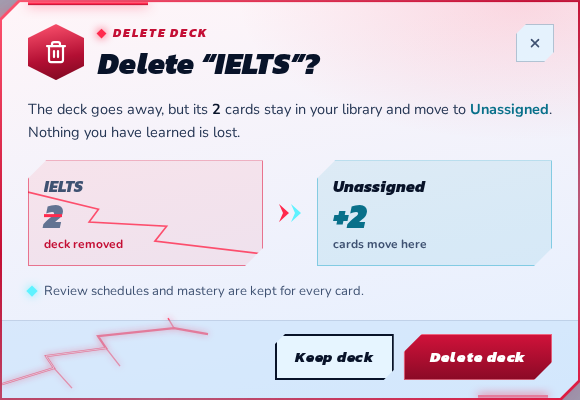 DELETE DECK
Delete “IELTS”?
The deck goes away, but its 2 cards stay in your library and move to Unassigned.
Nothing you have learned is lost.
IELTS
2
deck removed
Unassigned
+2
cards move here
Review schedules and mastery are kept for every card.
Keep deck
Delete deck